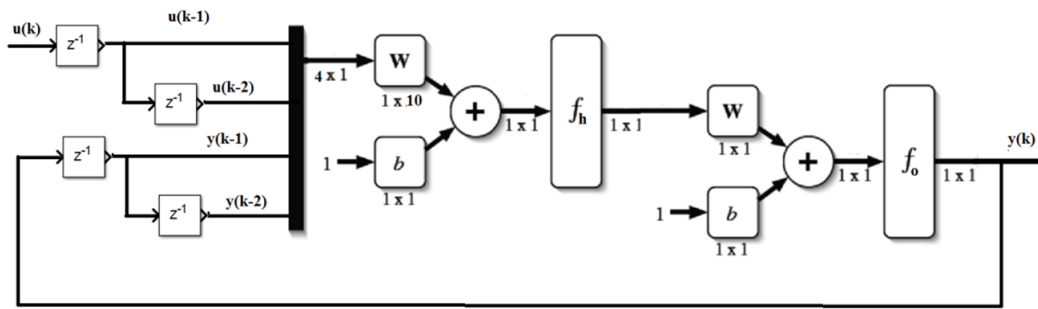 u(k)
z-1
u(k-1)
z-1
u(k-2)
z-1
y(k-1)
z-1
y(k-2)
4 x 1
W
1 x 10
1
b
1 x 1
+
1 x 1
fh
1 x 1
W
1 x 1
1
b
1 x 1
+
1 x 1
fo
1 x 1
y(k)